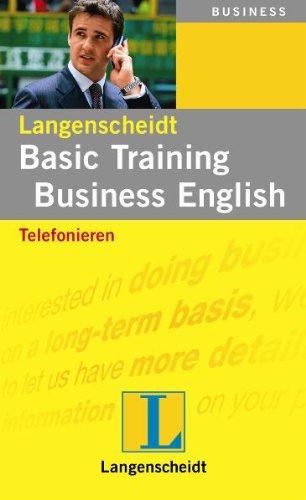 BUSINESS
Langenscheidt
Basic Training
Business English
Telefonieren
interested in doing busi
on a long-term basis, w
to let us have more detail
information on your p
L
Langenscheidt